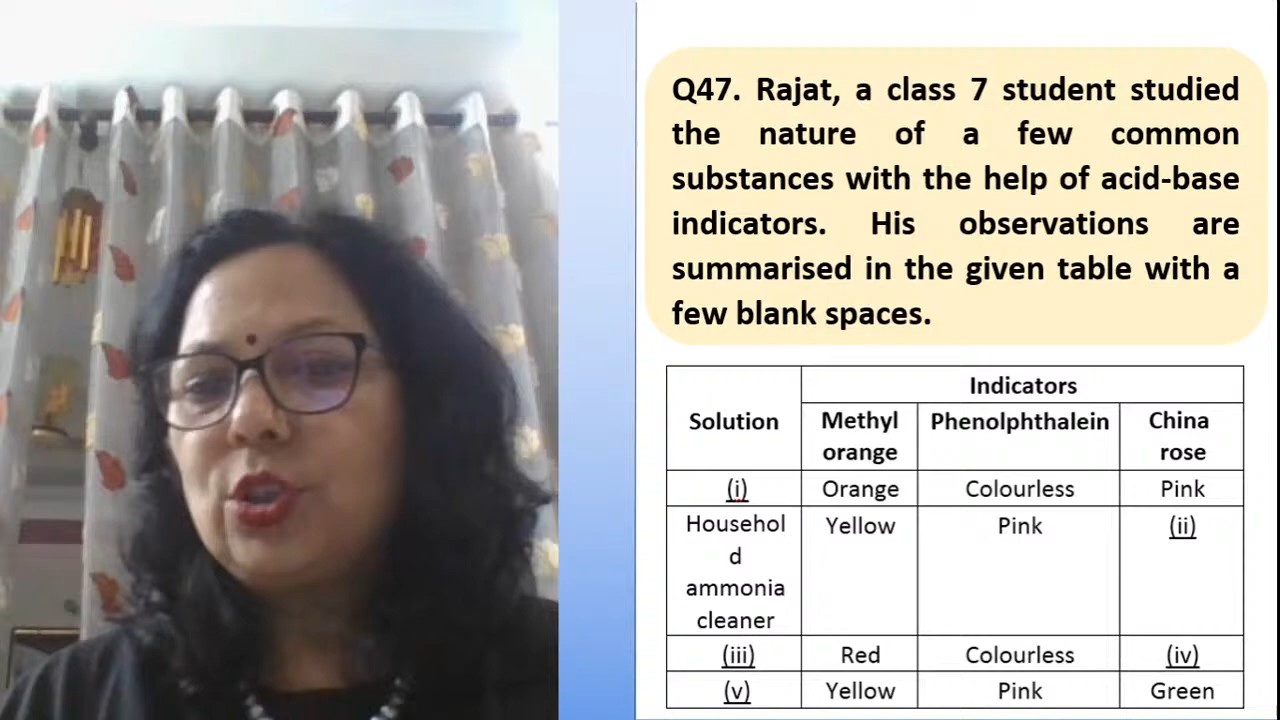 Q47. Rajat, a class 7 student studied
the nature of a few common
substances with the help of acid-base
indicators. His observations are
summarised in the given table with a
few blank spaces.
Solution
Indicators
Methyl
orange
Phenolphthalein
China
rose
(i)
Orange
Colourless
Pink
Househol
d
ammonia
cleaner
Yellow
Pink
(ii)
(iii)
Red
Colourless
(iv)
(v)
Yellow
Pink
Green